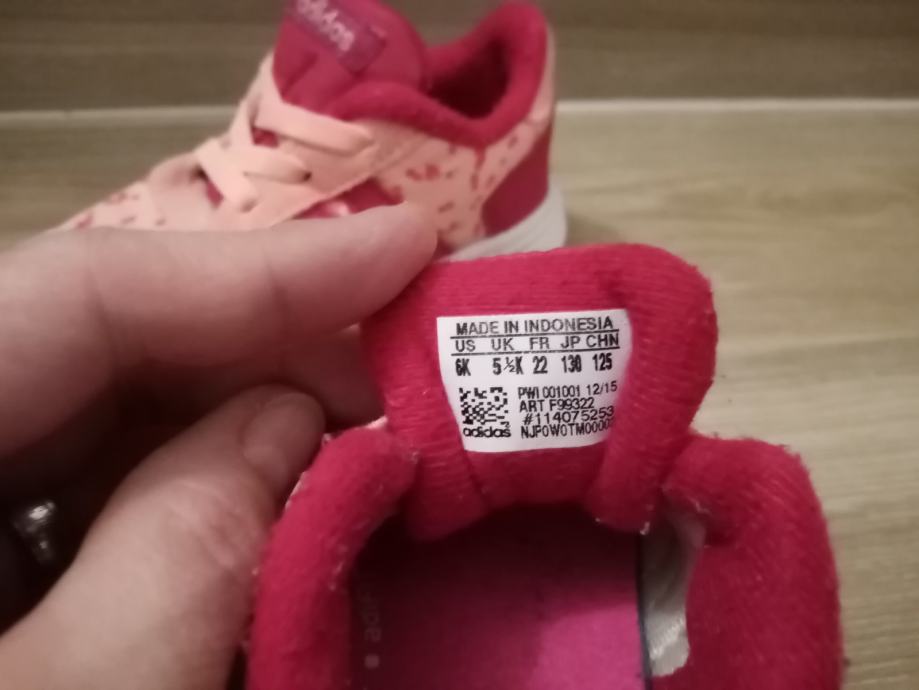 adidas
MADE IN INDONESIA
US UK FR JP CHN
6K 5½K 22 130 125
PWI 001001 12/15
ART F99322
#114075253
adidas